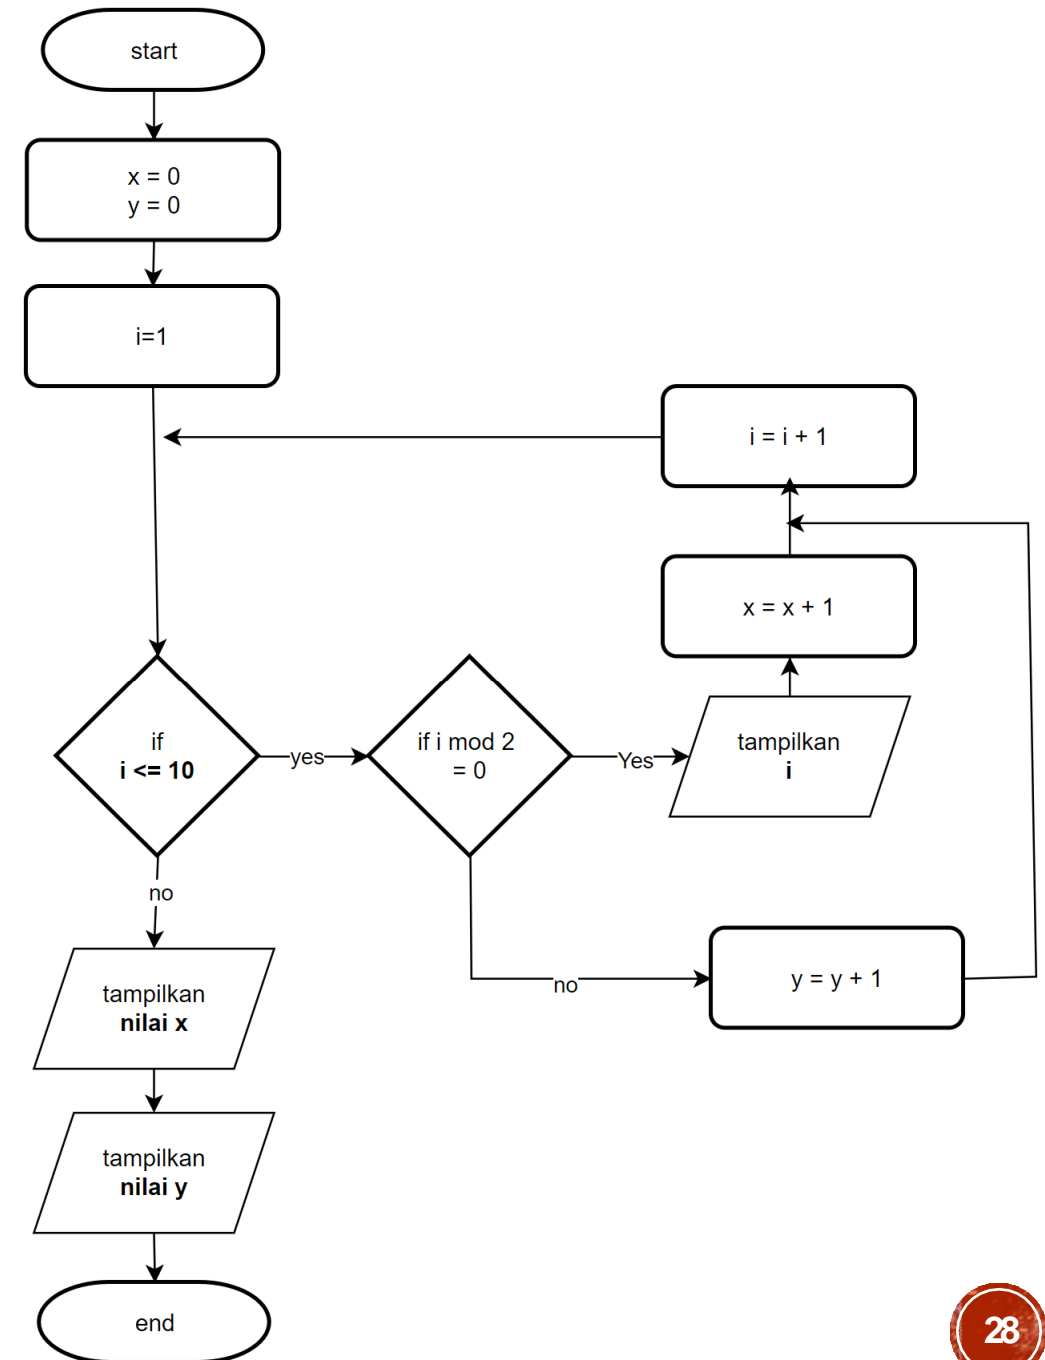 start
x = 0
y = 0
i=1
i = i + 1
x = x + 1
if
i <= 10
yes
if i mod 2
= 0
Yes
tampilkan
i
no
no
y = y + 1
tampilkan
nilai x
tampilkan
nilai y
end
28